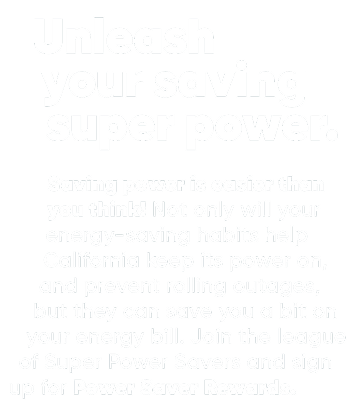 Unleash
your saving
super power.
Saving power is easier than
you think! Not only will your
energy-saving habits help
California keep its power on,
and prevent rolling outages,
but they can save you a bit on
your energy bill. Join the league
of Super Power Savers and sign
up for Power Saver Rewards.